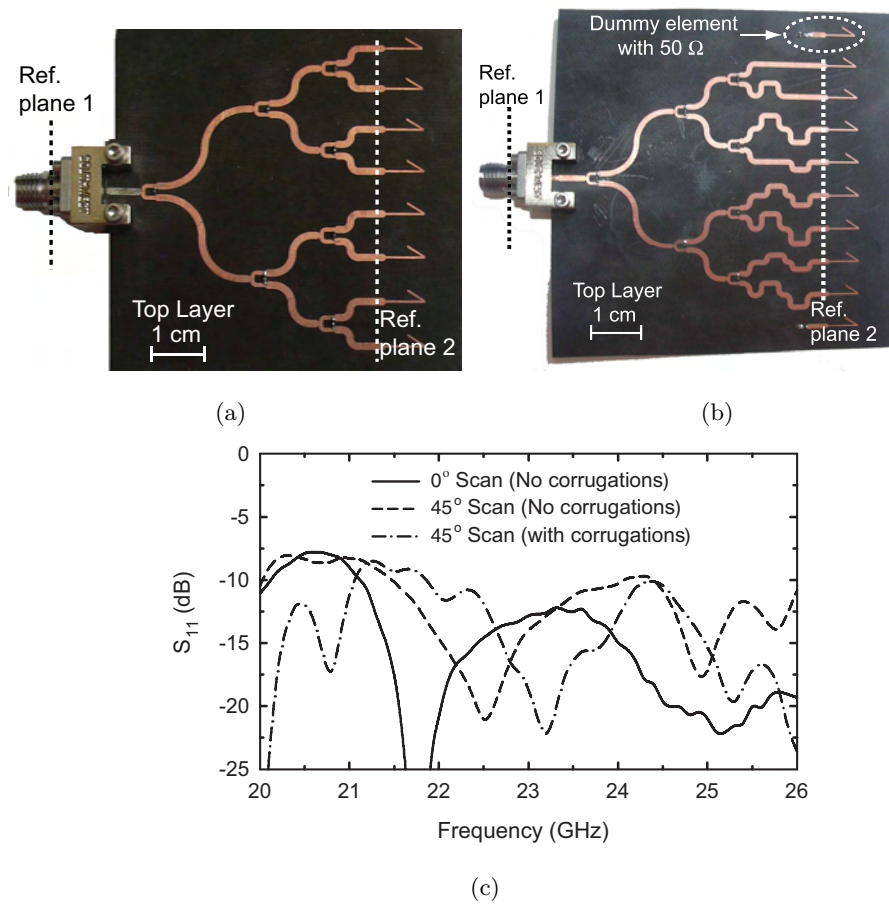 Ref.
plane 1
Top Layer
1 cm
Ref.
plane 2
(a)
Dummy element
with 50 Ω
Ref.
plane 1
Top Layer
1 cm
Ref.
plane 2
(b)
0
-5
-10
-15
-20
-25
S11 (dB)
0° Scan (No corrugations)
45° Scan (No corrugations)
45° Scan (with corrugations)
20 21 22 23 24 25 26
Frequency (GHz)
(c)